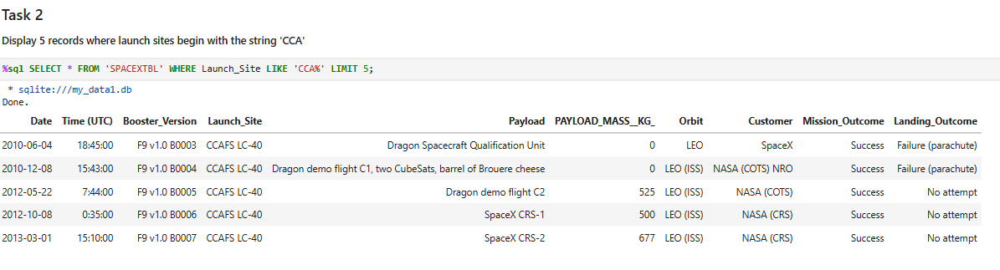 Task 2
Display 5 records where launch sites begin with the string 'CCA'
%sql SELECT * FROM 'SPACEXTBL' WHERE Launch_Site LIKE 'CCA%' LIMIT 5;
* sqlite:///my_data1.db
Done.
Date Time (UTC) Booster_Version Launch_Site Payload PAYLOAD_MASS__KG_ Orbit Customer Mission_Outcome Landing_Outcome
2010-06-04 18:45:00 F9 v1.0 B0003 CCAFS LC-40 Dragon Spacecraft Qualification Unit 0 LEO SpaceX Success Failure (parachute)
2010-12-08 15:43:00 F9 v1.0 B0004 CCAFS LC-40 Dragon demo flight C1, two CubeSats, barrel of Brouere cheese 0 LEO (ISS) NASA (COTS) NRO Success Failure (parachute)
2012-05-22 7:44:00 F9 v1.0 B0005 CCAFS LC-40 Dragon demo flight C2 525 LEO (ISS) NASA (COTS) Success No attempt
2012-10-08 0:35:00 F9 v1.0 B0006 CCAFS LC-40 SpaceX CRS-1 500 LEO (ISS) NASA (CRS) Success No attempt
2013-03-01 15:10:00 F9 v1.0 B0007 CCAFS LC-40 SpaceX CRS-2 677 LEO (ISS) NASA (CRS) Success No attempt